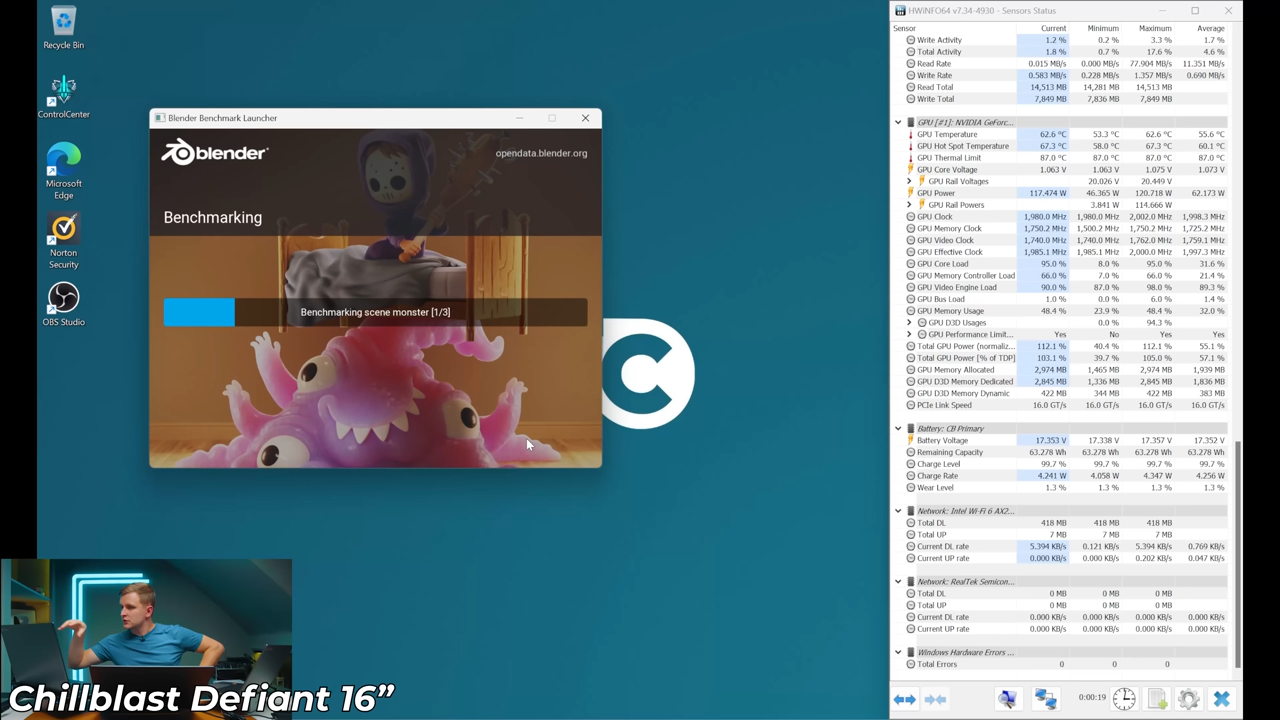 Recycle Bin
ControlCenter
Microsoft
Edge
Norton
Security
OBS Studio
Blender Benchmark Launcher
blender
opendata.blender.org
Benchmarking
Benchmarking scene monster [1/3]
C
Chillblast Defiant 16”
HWiNFO64 v7.34-4930 - Sensors Status
Sensor Current Minimum Maximum Average
Write Activity 1.2 % 0.2 % 3.3 % 1.7 %
Total Activity 1.8 % 0.7 % 17.6 % 4.6 %
Read Rate 0.015 MB/s 0.000 MB/s 77.904 MB/s 11.351 MB/s
Write Rate 0.583 MB/s 0.228 MB/s 1.357 MB/s 0.690 MB/s
Read Total 14,513 MB 14,281 MB 14,513 MB
Write Total 7,849 MB 7,836 MB 7,849 MB
GPU [#1]: NVIDIA GeForc...
GPU Temperature 62.6 °C 53.3 °C 62.6 °C 55.6 °C
GPU Hot Spot Temperature 67.3 °C 58.0 °C 67.3 °C 60.1 °C
GPU Thermal Limit 87.0 °C 87.0 °C 87.0 °C 87.0 °C
GPU Core Voltage 1.063 V 1.063 V 1.075 V 1.073 V
GPU Rail Voltages 20.026 V 20.449 V
GPU Power 117.474 W 46.365 W 120.718 W 62.173 W
GPU Rail Powers 3.841 W 114.666 W
GPU Clock 1,980.0 MHz 1,980.0 MHz 2,002.0 MHz 1,998.3 MHz
GPU Memory Clock 1,750.2 MHz 1,500.2 MHz 1,750.2 MHz 1,725.2 MHz
GPU Video Clock 1,740.0 MHz 1,740.0 MHz 1,762.0 MHz 1,759.1 MHz
GPU Effective Clock 1,985.1 MHz 1,985.1 MHz 2,000.0 MHz 1,997.3 MHz
GPU Core Load 95.0 % 8.0 % 95.0 % 31.6 %
GPU Memory Controller Load 66.0 % 7.0 % 66.0 % 21.4 %
GPU Video Engine Load 90.0 % 87.0 % 98.0 % 89.3 %
GPU Bus Load 1.0 % 0.0 % 6.0 % 1.4 %
GPU Memory Usage 48.4 % 23.9 % 48.4 % 32.0 %
GPU D3D Usages 0.0 % 94.3 %
GPU Performance Limit... Yes No Yes Yes
Total GPU Power (normaliz... 112.1 % 40.4 % 112.1 % 55.1 %
Total GPU Power [% of TDP] 103.1 % 39.7 % 105.0 % 57.1 %
GPU Memory Allocated 2,974 MB 1,465 MB 2,974 MB 1,939 MB
GPU D3D Memory Dedicated 2,845 MB 1,336 MB 2,845 MB 1,836 MB
GPU D3D Memory Dynamic 422 MB 344 MB 422 MB 383 MB
PCIe Link Speed 16.0 GT/s 16.0 GT/s 16.0 GT/s 16.0 GT/s
Battery: CB Primary
Battery Voltage 17.353 V 17.338 V 17.357 V 17.352 V
Remaining Capacity 63.278 Wh 63.278 Wh 63.278 Wh 63.278 Wh
Charge Level 99.7 % 99.7 % 99.7 % 99.7 %
Charge Rate 4.241 W 4.058 W 4.347 W 4.256 W
Wear Level 1.3 % 1.3 % 1.3 % 1.3 %
Network: Intel Wi-Fi 6 AX2...
Total DL 418 MB 418 MB 418 MB
Total UP 7 MB 7 MB 7 MB
Current DL rate 5.394 KB/s 0.121 KB/s 5.394 KB/s 0.769 KB/s
Current UP rate 0.000 KB/s 0.000 KB/s 0.202 KB/s 0.047 KB/s
Network: RealTek Semicon...
Total DL 0 MB 0 MB 0 MB
Total UP 0 MB 0 MB 0 MB
Current DL rate 0.000 KB/s 0.000 KB/s 0.000 KB/s 0.000 KB/s
Current UP rate 0.000 KB/s 0.000 KB/s 0.000 KB/s 0.000 KB/s
Windows Hardware Errors ...
Total Errors 0 0 0
0:00:19